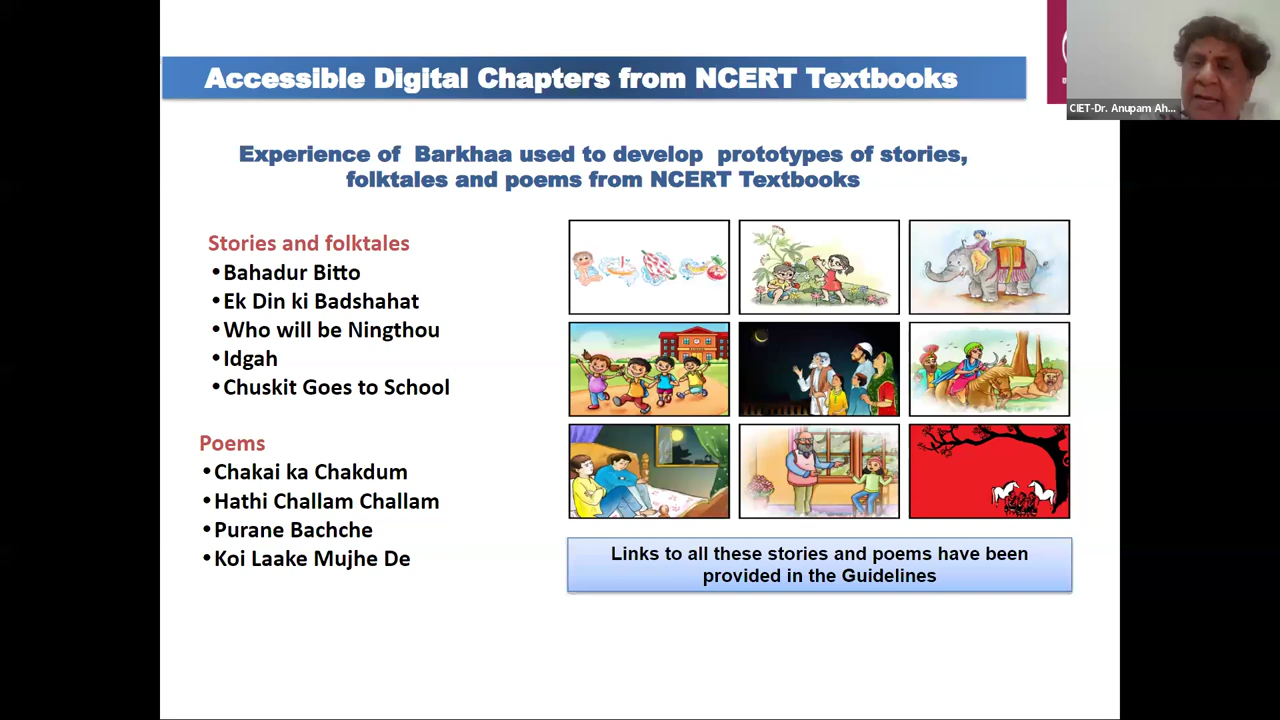 Accessible Digital Chapters from NCERT Textbooks
CIET-Dr. Anupam Ah...
Experience of Barkhaa used to develop prototypes of stories,
folktales and poems from NCERT Textbooks
Stories and folktales
•Bahadur Bitto
•Ek Din ki Badshahat
•Who will be Ningthou
•Idgah
•Chuskit Goes to School
Poems
•Chakai ka Chakdum
•Hathi Challam Challam
•Purane Bachche
•Koi Laake Mujhe De
Links to all these stories and poems have been
provided in the Guidelines